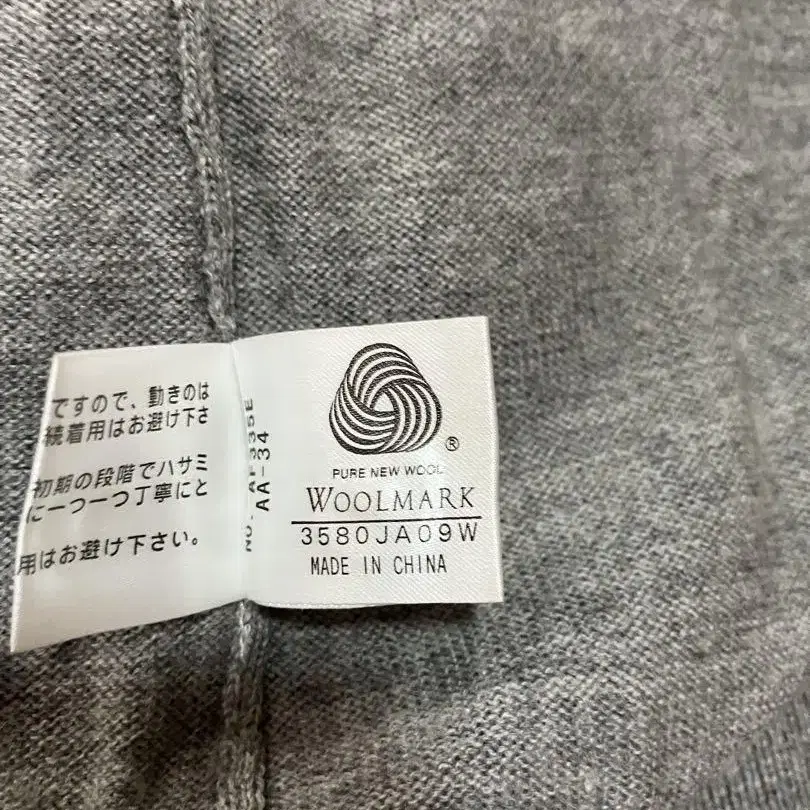 ですので、動きのは
続着用はお避け下さ
初期の段階でハサミ
に一つ一つ丁寧にと
用はお避け下さい。
AA-34
®
PURE NEW WOOL
WOOLMARK
3580JA09W
MADE IN CHINA